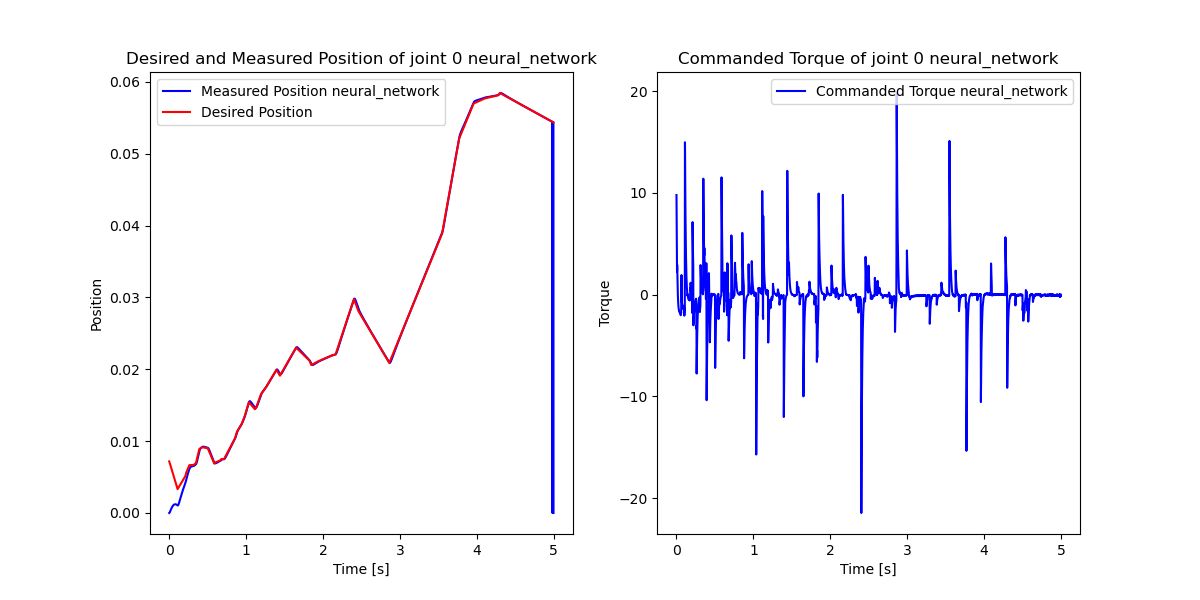 Desired and Measured Position of joint 0 neural_network
Measured Position neural_network
Desired Position
Position
0.06
0.05
0.04
0.03
0.02
0.01
0.00
0 1 2 3 4 5
Time [s]
Commanded Torque of joint 0 neural_network
Commanded Torque neural_network
Torque
20
10
0
−10
−20
0 1 2 3 4 5
Time [s]